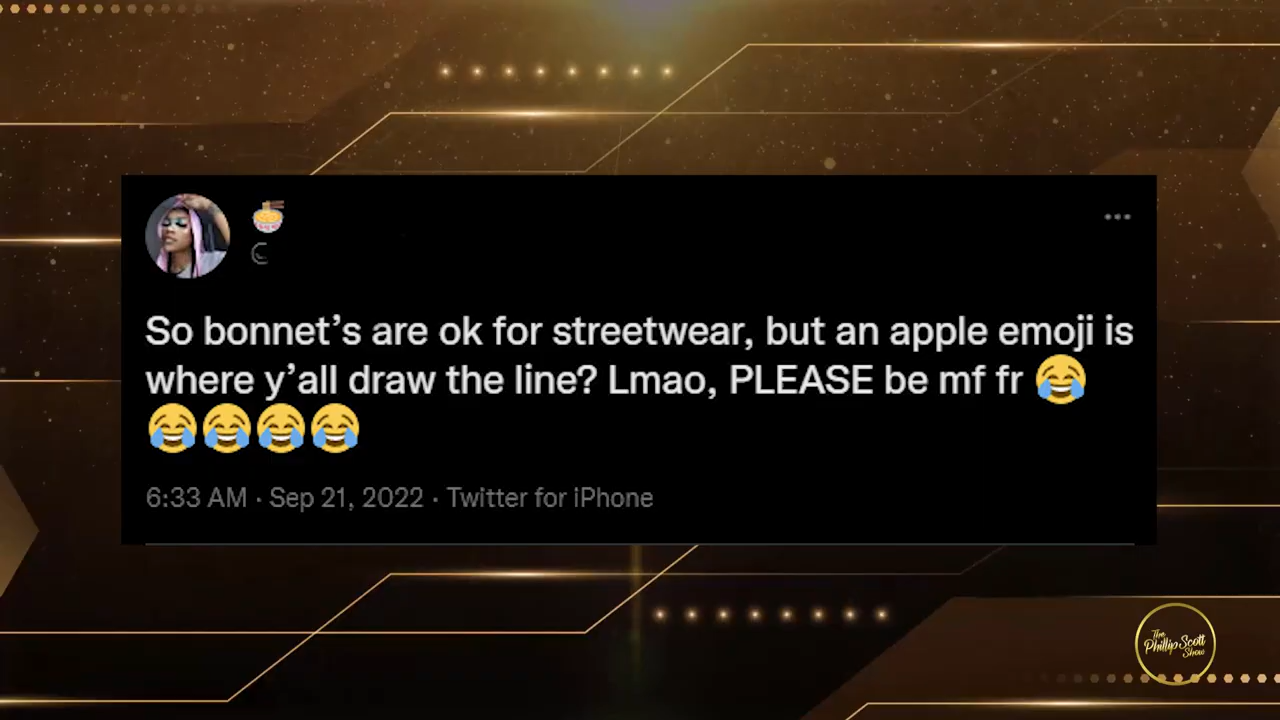 So bonnet’s are ok for streetwear, but an apple emoji is
where y’all draw the line? Lmao, PLEASE be mf fr 😂
😂😂😂😂
6:33 AM · Sep 21, 2022 · Twitter for iPhone
The
Phillip Scott
Show